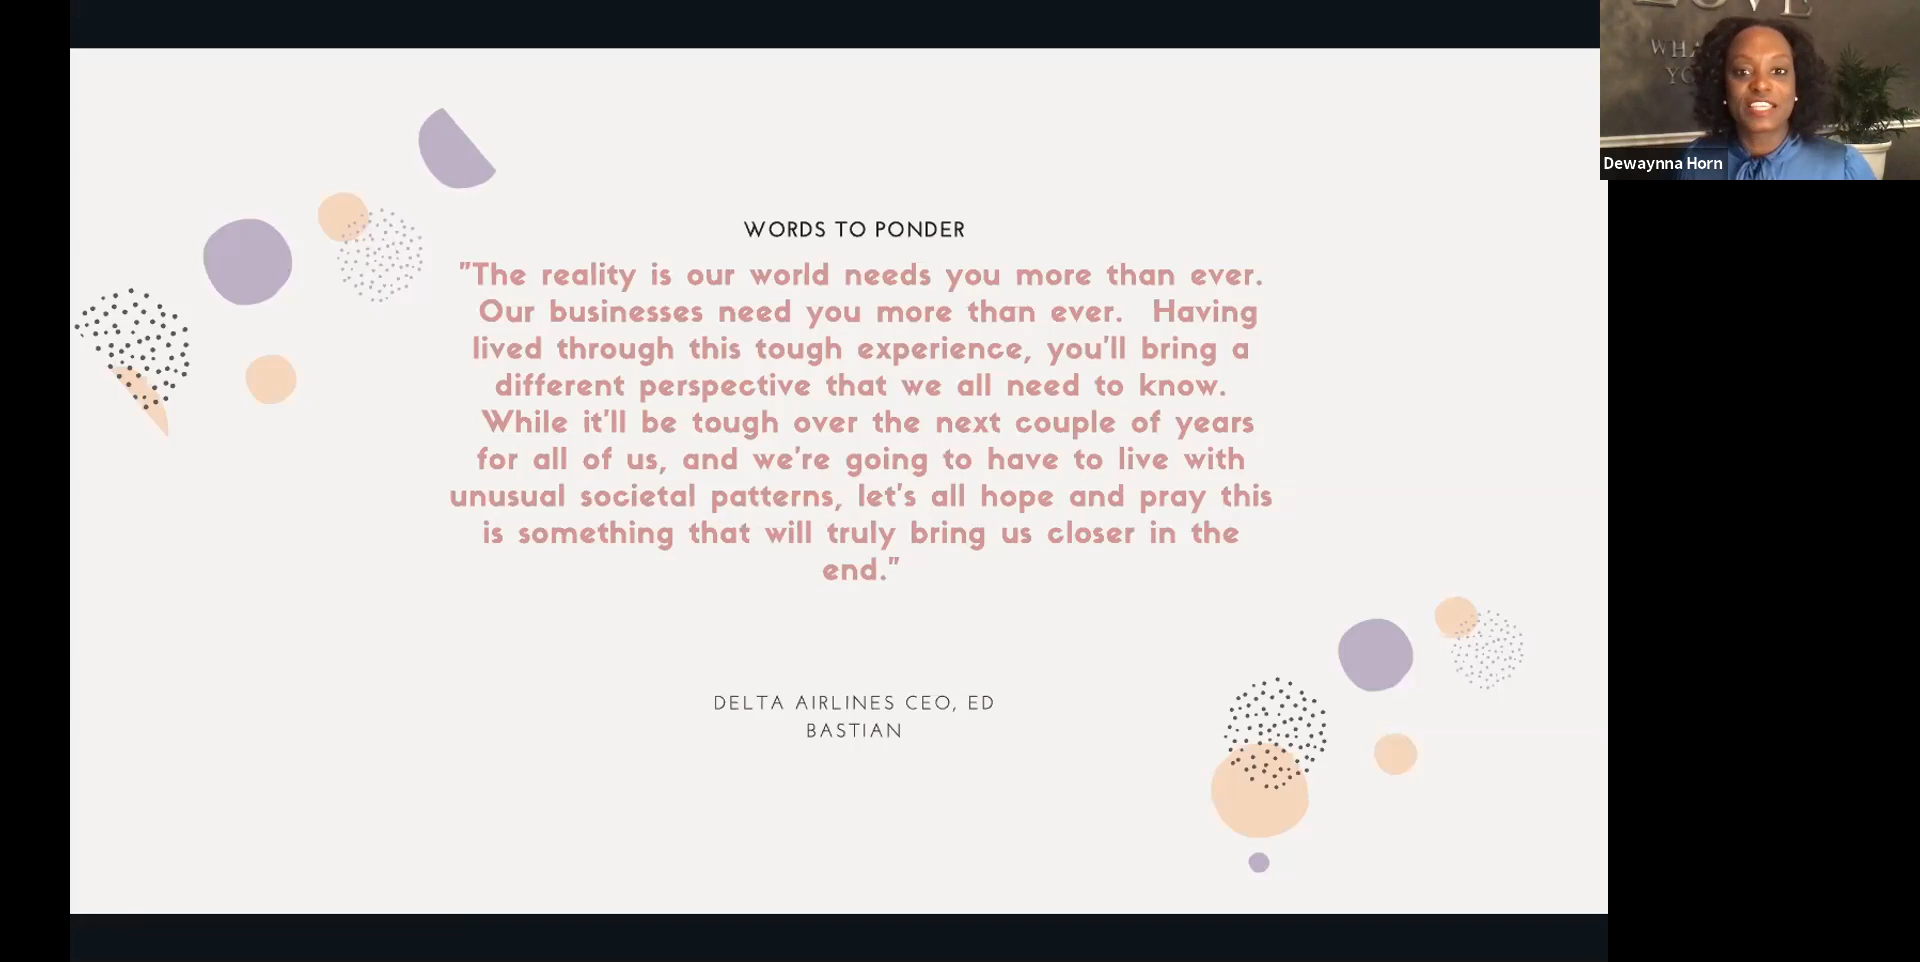 WORDS TO PONDER
"The reality is our world needs you more than ever.
Our businesses need you more than ever. Having
lived through this tough experience, you'll bring a
different perspective that we all need to know.
While it'll be tough over the next couple of years
for all of us, and we're going to have to live with
unusual societal patterns, let's all hope and pray this
is something that will truly bring us closer in the
end."
DELTA AIRLINES CEO, ED
BASTIAN
LOVE
Dewaynna Horn